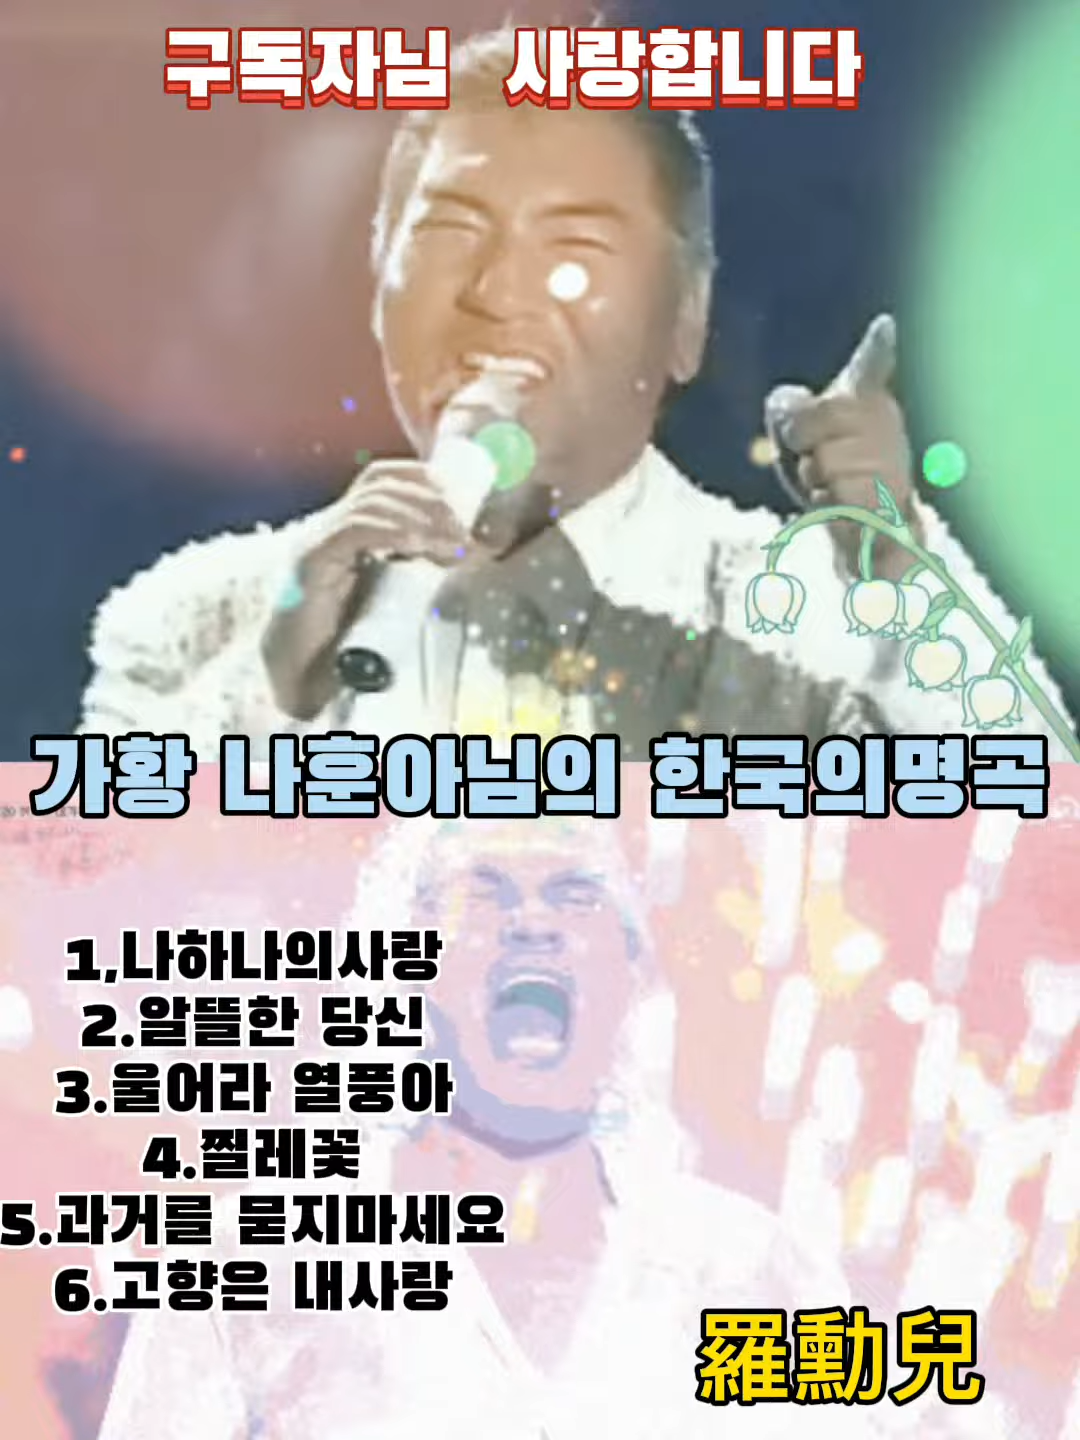 구독자님 사랑합니다
가황 나훈아님의 한국의명곡
1,나하나의사랑
2.알뜰한 당신
3.울어라 열풍아
4.찔레꽃
5.과거를 묻지마세요
6.고향은 내사랑
羅勳兒